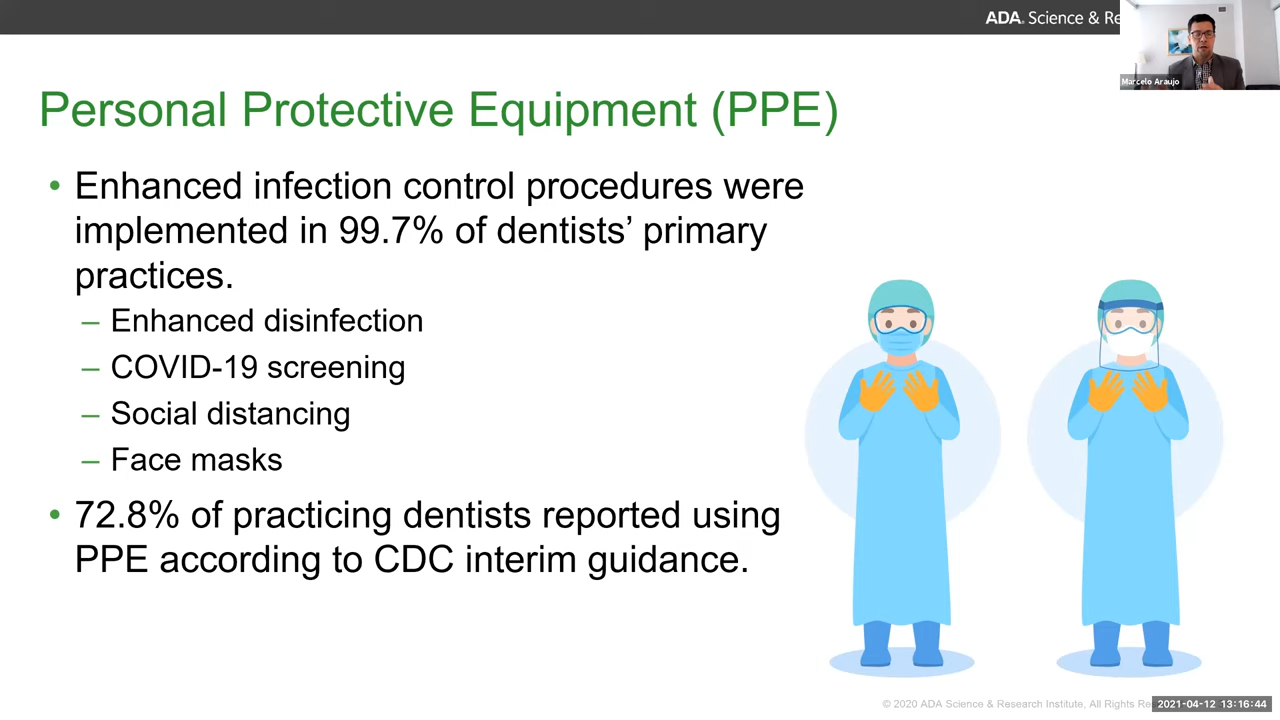 ADA Science & Re
Marcelo Araujo
Personal Protective Equipment (PPE)
• Enhanced infection control procedures were
implemented in 99.7% of dentists’ primary
practices.
– Enhanced disinfection
– COVID-19 screening
– Social distancing
– Face masks
• 72.8% of practicing dentists reported using
PPE according to CDC interim guidance.
© 2020 ADA Science & Research Institute, All Rights Re
2021-04-12 13:16:44